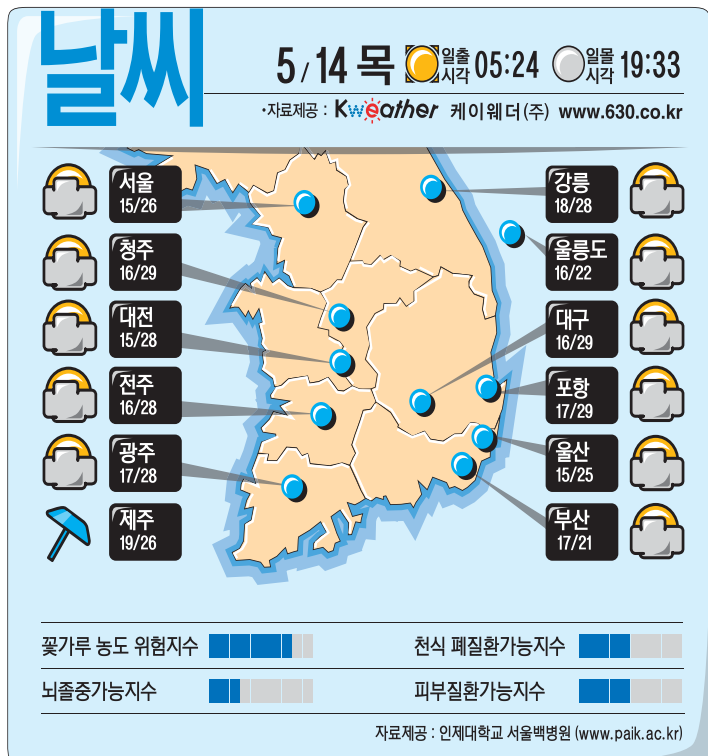 날씨
5/14 목 일출시각 05:24 일몰시각 19:33
•자료제공 : Kweather 케이웨더(주) www.630.co.kr
서울
15/26
강릉
18/28
청주
16/29
울릉도
16/22
대전
15/28
대구
16/29
전주
16/28
포항
17/29
광주
17/28
울산
15/25
제주
19/26
부산
17/21
꽃가루 농도 위험지수
천식 폐질환가능지수
뇌졸중가능지수
피부질환가능지수
자료제공 : 인제대학교 서울백병원 (www.paik.ac.kr)